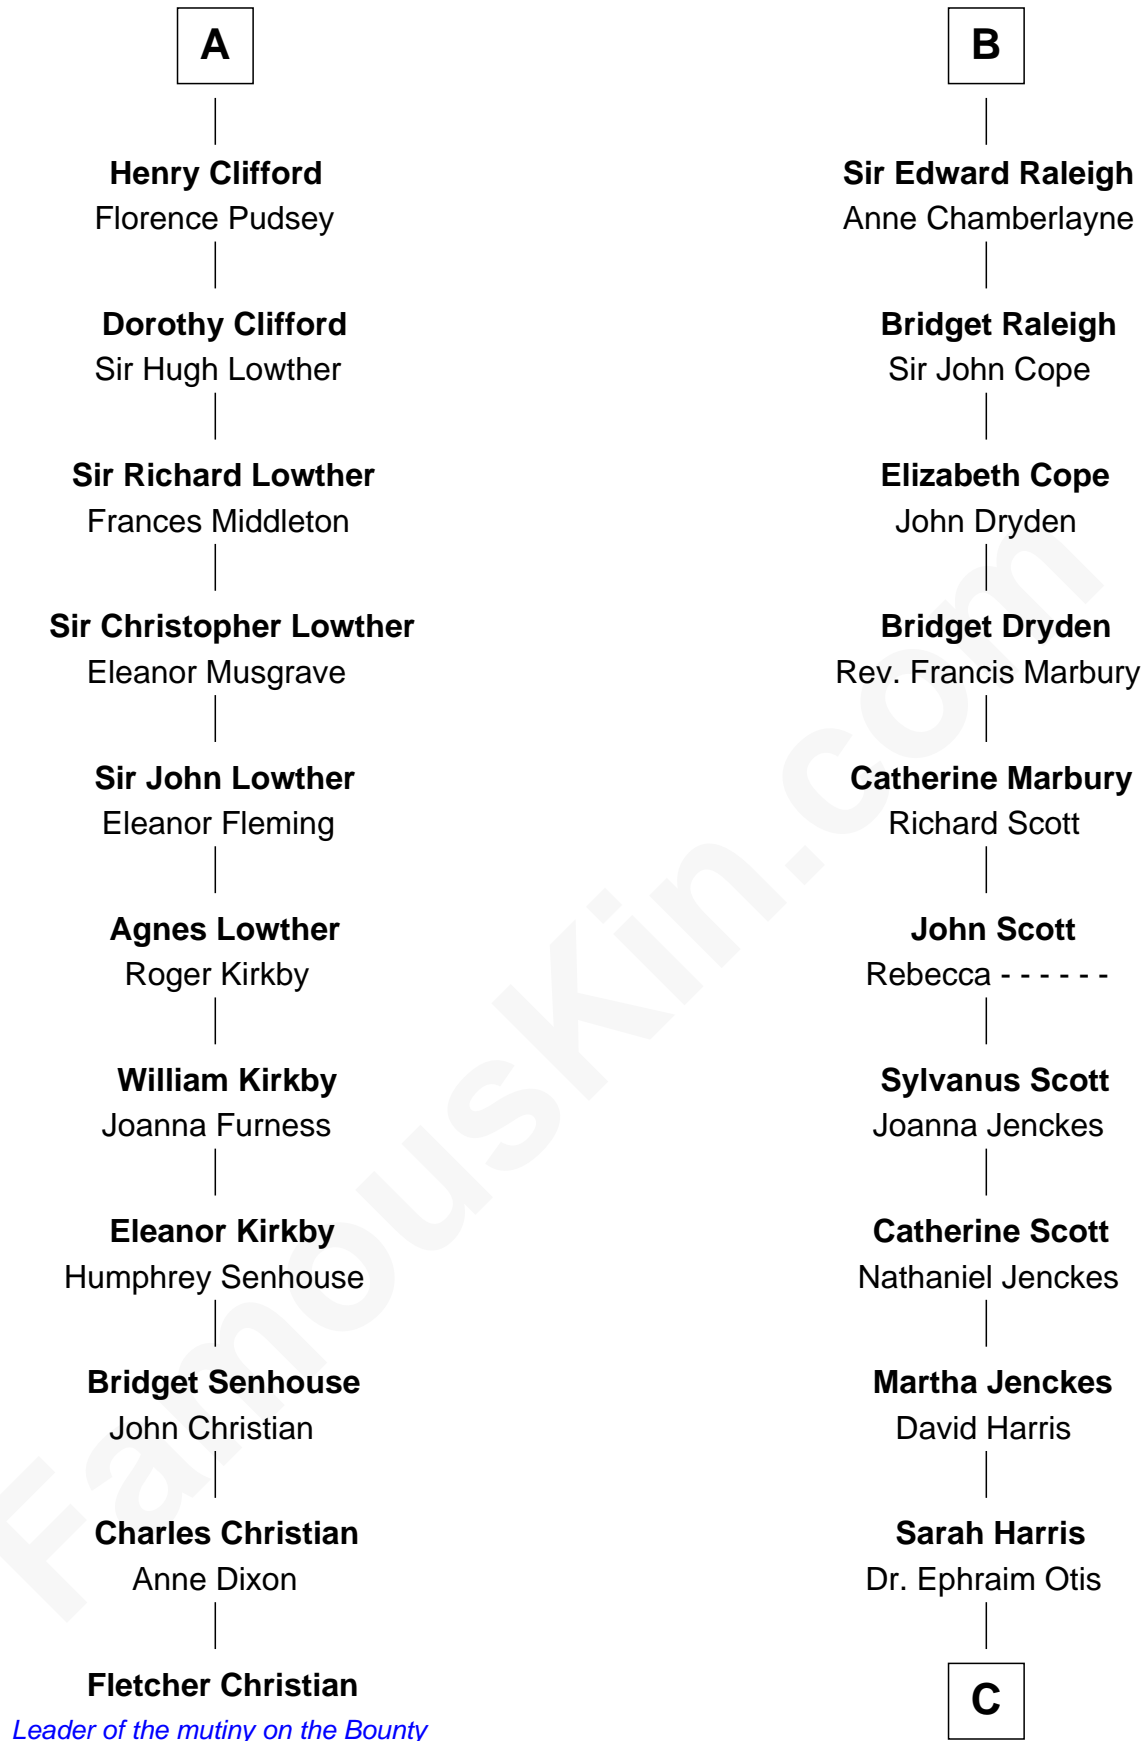 A
Henry Clifford
Florence Pudsey
Dorothy Clifford
Sir Hugh Lowther
Sir Richard Lowther
Frances Middleton
Sir Christopher Lowther
Eleanor Musgrave
Sir John Lowther
Eleanor Fleming
Agnes Lowther
Roger Kirkby
William Kirkby
Joanna Furness
Eleanor Kirkby
Humphrey Senhouse
Bridget Senhouse
John Christian
Charles Christian
Anne Dixon
Fletcher Christian
Leader of the mutiny on the Bounty
B
Sir Edward Raleigh
Anne Chamberlayne
Bridget Raleigh
Sir John Cope
Elizabeth Cope
John Dryden
Bridget Dryden
Rev. Francis Marbury
Catherine Marbury
Richard Scott
John Scott
Rebecca - - - - - -
Sylvanus Scott
Joanna Jenckes
Catherine Scott
Nathaniel Jenckes
Martha Jenckes
David Harris
Sarah Harris
Dr. Ephraim Otis
C
FamousKin.com